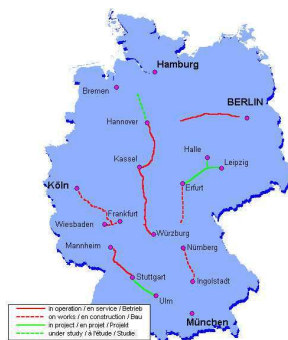 Hamburg
Bremen
BERLIN
Hannover
Halle
Leipzig
Kassel
Erfurt
Köln
Frankfurt
Wiesbaden
Würzburg
Mannheim
Nürnberg
Stuttgart
Ingolstadt
Ulm
München
in operation / en service / Betrieb
on works / en construction / Bau
in project / en projet / Projekt
under study / à l'étude / Studie